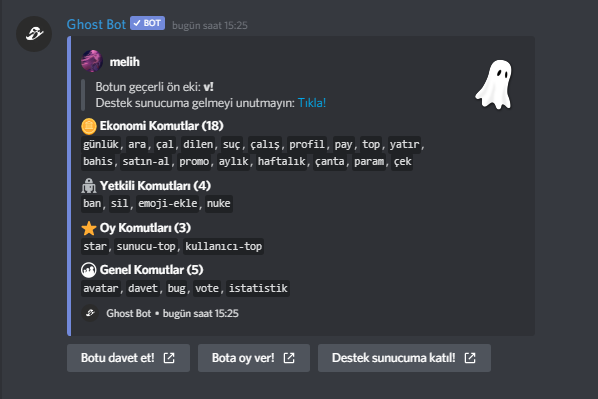 Ghost Bot BOT bugün saat 15:25
melih
Botun geçerli ön eki: v!
Destek sunucuma gelmeyi unutmayın: Tıkla!
Ekonomi Komutlar (18)
günlük, ara, çal, dilen, suç, çalış, profil, pay, top, yatır,
bahis, satın-al, promo, aylık, haftalık, çanta, param, çek
Yetkili Komutları (4)
ban, sil, emoji-ekle, nuke
Oy Komutları (3)
star, sunucu-top, kullanıcı-top
Genel Komutlar (5)
avatar, davet, bug, vote, istatistik
Ghost Bot • bugün saat 15:25
Botu davet et! Bota oy ver! Destek sunucuma katıl!